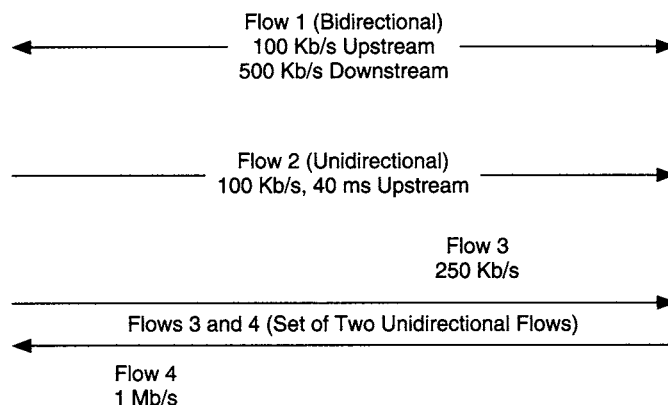 Flow 1 (Bidirectional)
100 Kb/s Upstream
500 Kb/s Downstream
Flow 2 (Unidirectional)
100 Kb/s, 40 ms Upstream
Flow 3
250 Kb/s
Flows 3 and 4 (Set of Two Unidirectional Flows)
Flow 4
1 Mb/s